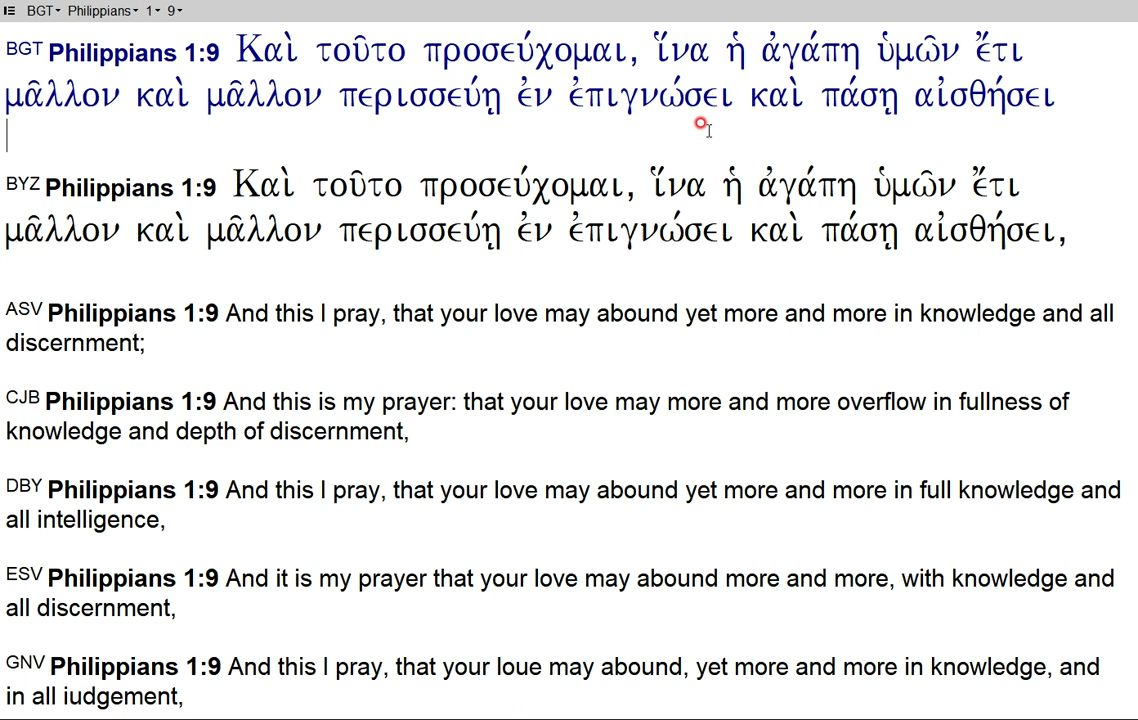 BGT Philippians 1 9
BGT Philippians 1:9 Καὶ τοῦτο προσεύχομαι, ἵνα ἡ ἀγάπη ὑμῶν ἔτι
μᾶλλον καὶ μᾶλλον περισσεύῃ ἐν ἐπιγνώσει καὶ πάσῃ αἰσθήσει
BYZ Philippians 1:9 Καὶ τοῦτο προσεύχομαι, ἵνα ἡ ἀγάπη ὑμῶν ἔτι
μᾶλλον καὶ μᾶλλον περισσεύῃ ἐν ἐπιγνώσει καὶ πάσῃ αἰσθήσει,
ASV Philippians 1:9 And this I pray, that your love may abound yet more and more in knowledge and all
discernment;
CJB Philippians 1:9 And this is my prayer: that your love may more and more overflow in fullness of
knowledge and depth of discernment,
DBY Philippians 1:9 And this I pray, that your love may abound yet more and more in full knowledge and
all intelligence,
ESV Philippians 1:9 And it is my prayer that your love may abound more and more, with knowledge and
all discernment,
GNV Philippians 1:9 And this I pray, that your loue may abound, yet more and more in knowledge, and
in all iudgement,